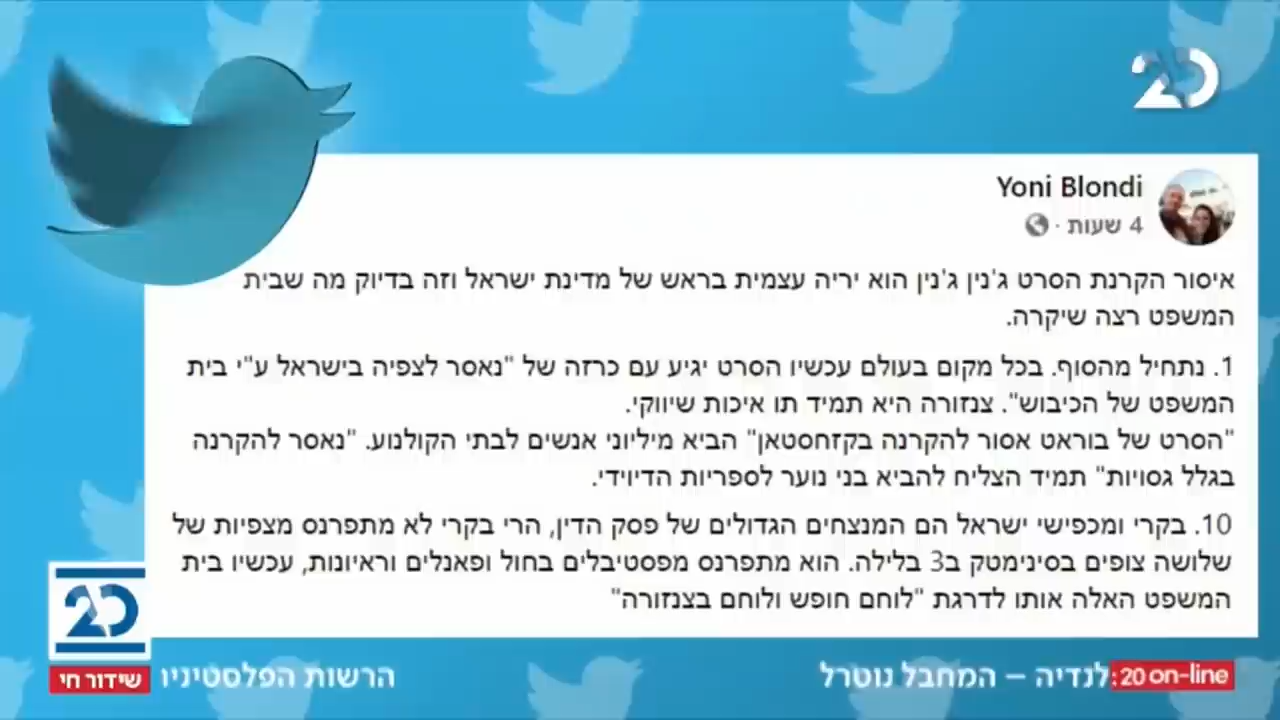 20
Yoni Blondi
4 שעות ·
איסור הקרנת הסרט ג'נין ג'נין הוא יריה עצמית בראש של מדינת ישראל וזה בדיוק מה שבית
המשפט רצה שיקרה.
1. נתחיל מהסוף. בכל מקום בעולם עכשיו הסרט יגיע עם כרזה של "נאסר לצפיה בישראל ע"י בית
המשפט של הכיבוש". צנזורה היא תמיד תו איכות שיווקי.
"הסרט של בוראט אסור להקרנה בקזחסטאן" הביא מיליוני אנשים לבתי הקולנוע. "נאסר להקרנה
בגלל גסויות" תמיד הצליח להביא בני נוער לספריות הדיוידי.
10. בקרי ומכפישי ישראל הם המנצחים הגדולים של פסק הדין, הרי בקרי לא מתפרנס מצפיות של
שלושה צופים בסינימטק ב3 בלילה. הוא מתפרנס מפסטיבלים בחול ופאנלים וראיונות, עכשיו בית
המשפט האלה אותו לדרגת "לוחם חופש ולוחם בצנזורה"
20
שידור חי
20 on-line: לנדיה – המחבל נוטרל
הרשות הפלסטיני